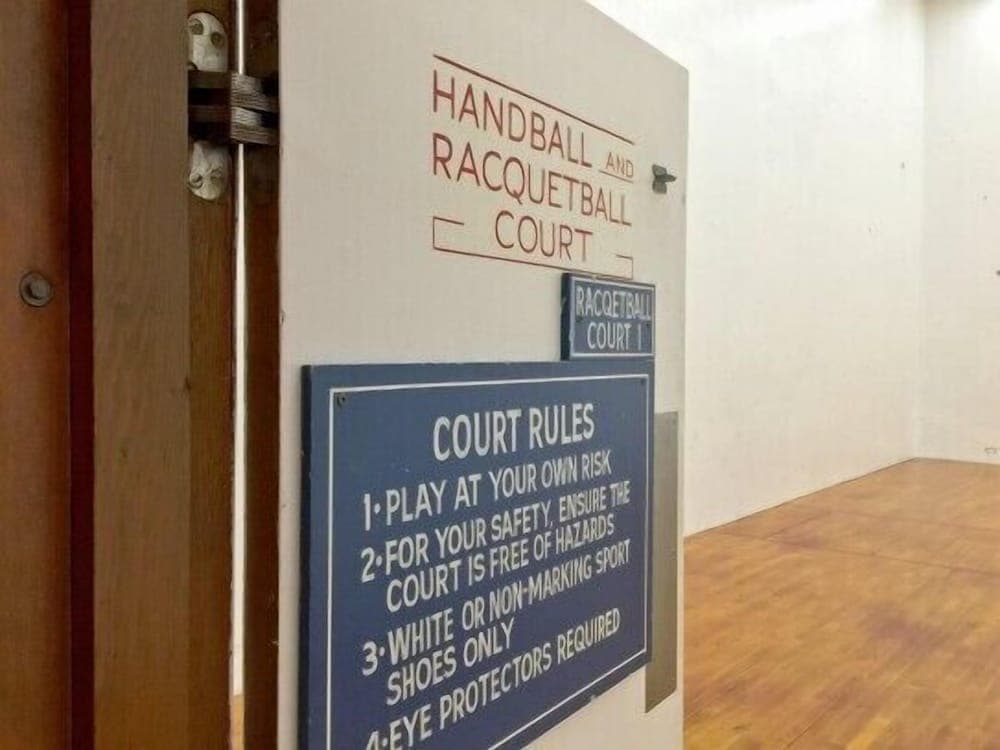 HANDBALL AND
RACQUETBALL
COURT
RACQETBALL
COURT 1
COURT RULES
1• PLAY AT YOUR OWN RISK
2• FOR YOUR SAFETY, ENSURE THE
COURT IS FREE OF HAZARDS
3• WHITE OR NON-MARKING SPORT
SHOES ONLY
4• EYE PROTECTORS REQUIRED